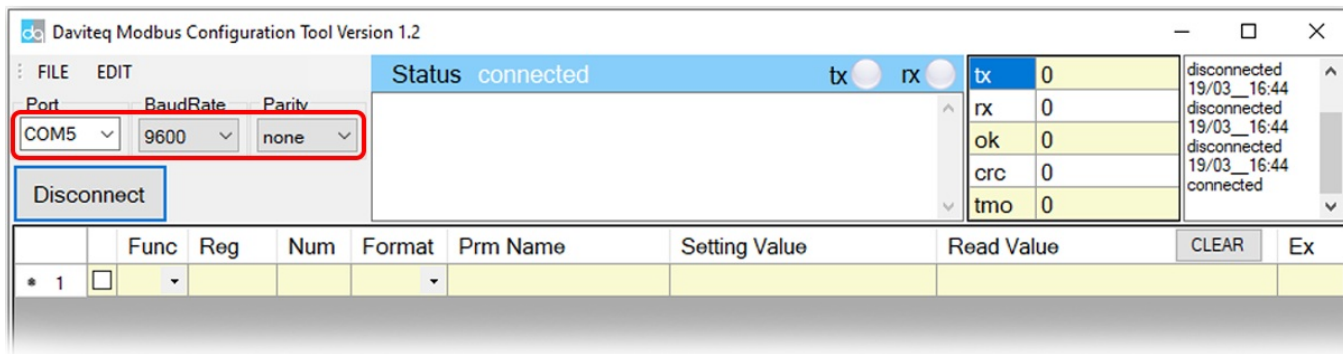 dq Daviteq Modbus Configuration Tool Version 1.2
FILE EDIT
Port BaudRate Parity
COM5 9600 none
Disconnect
Status connected tx rx
tx 0
rx 0
ok 0
crc 0
tmo 0
disconnected
19/03__16:44
disconnected
19/03__16:44
disconnected
19/03__16:44
connected
Func Reg Num Format Prm Name Setting Value Read Value CLEAR Ex
* 1